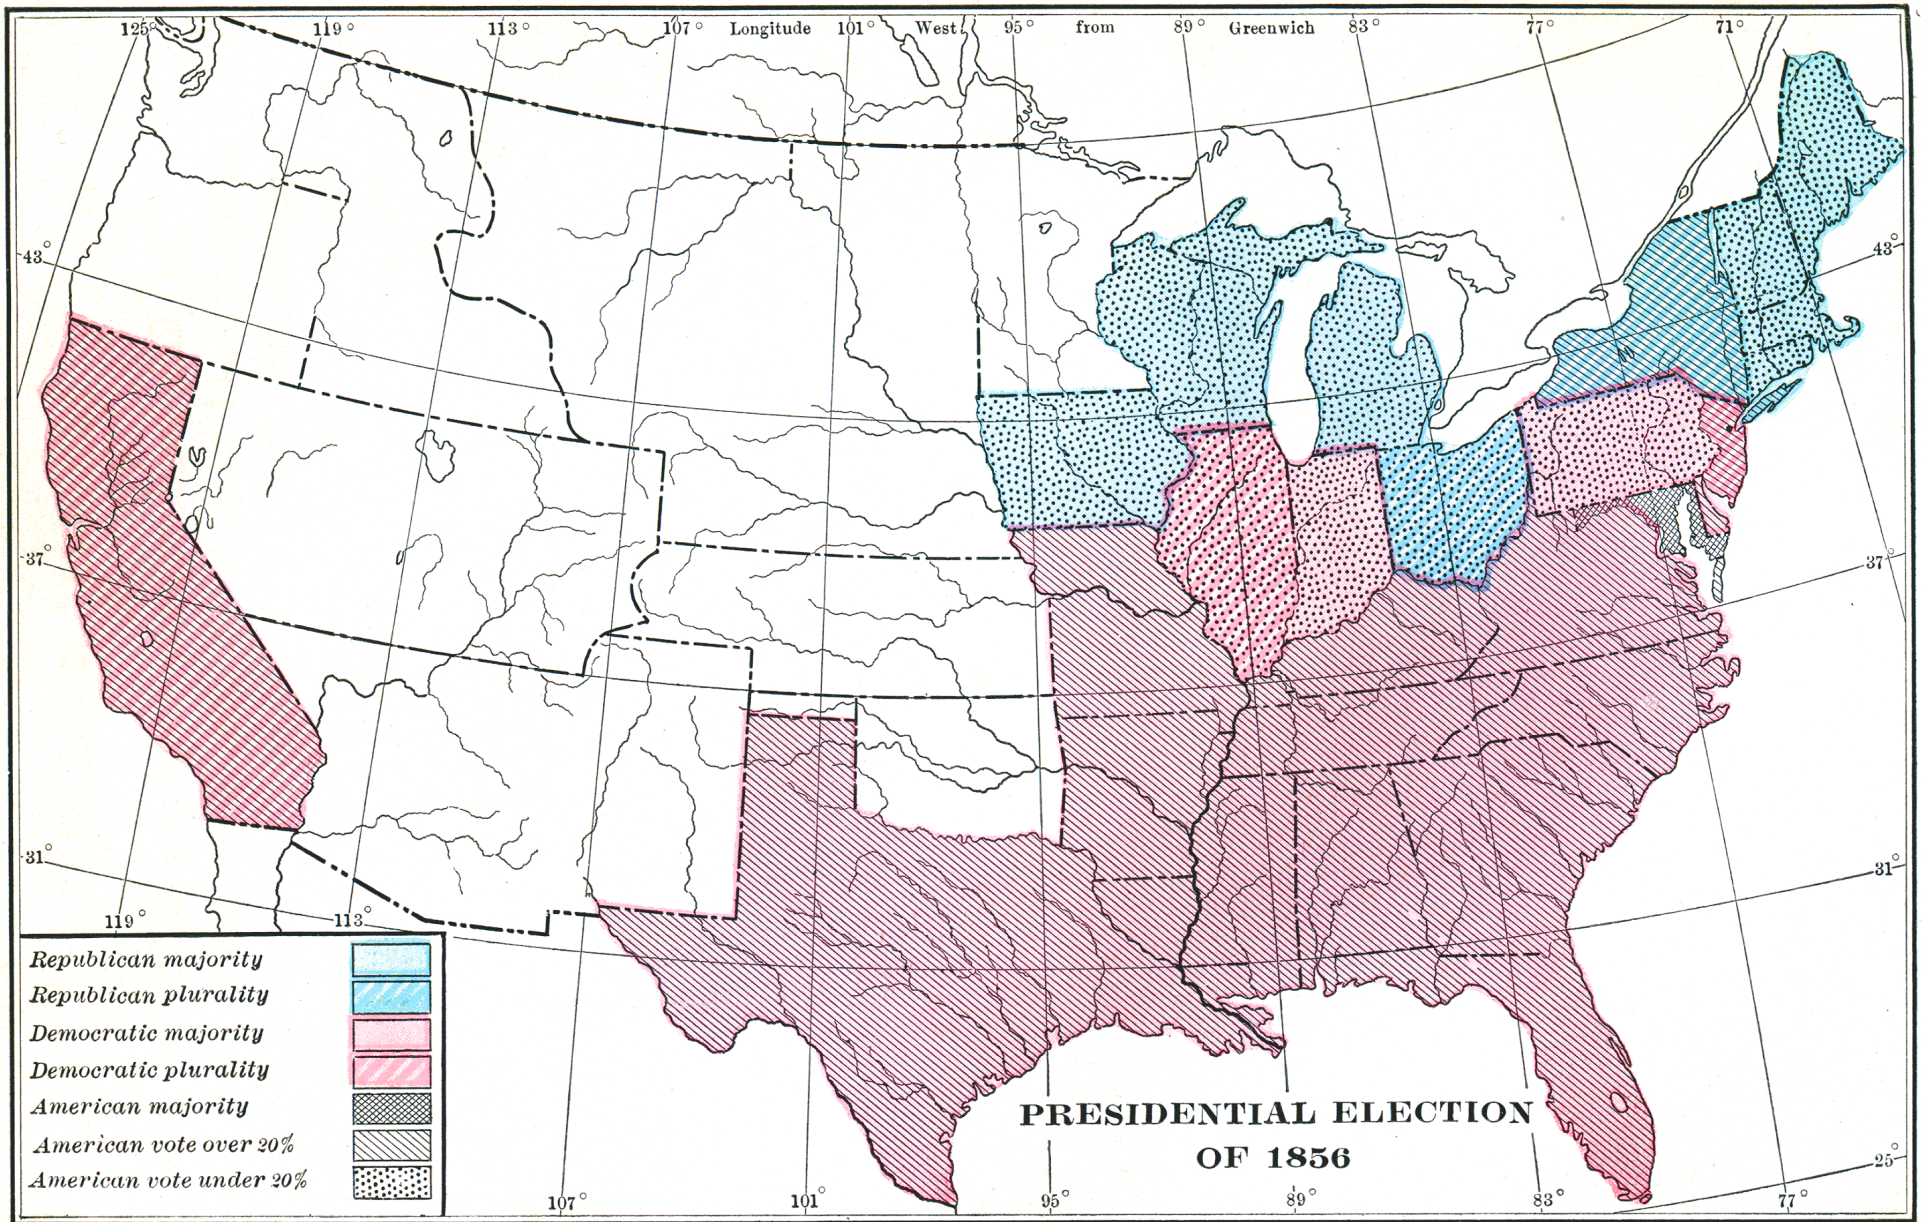 125° 119° 113° 107° Longitude 101° West 95° from 89° Greenwich 83° 77° 71°
43° 43°
37° 37°
31° 31°
119° 113°
Republican majority
Republican plurality
Democratic majority
Democratic plurality
American majority
American vote over 20%
American vote under 20%
PRESIDENTIAL ELECTION
OF 1856
25°
107° 101° 95° 89° 83° 77°